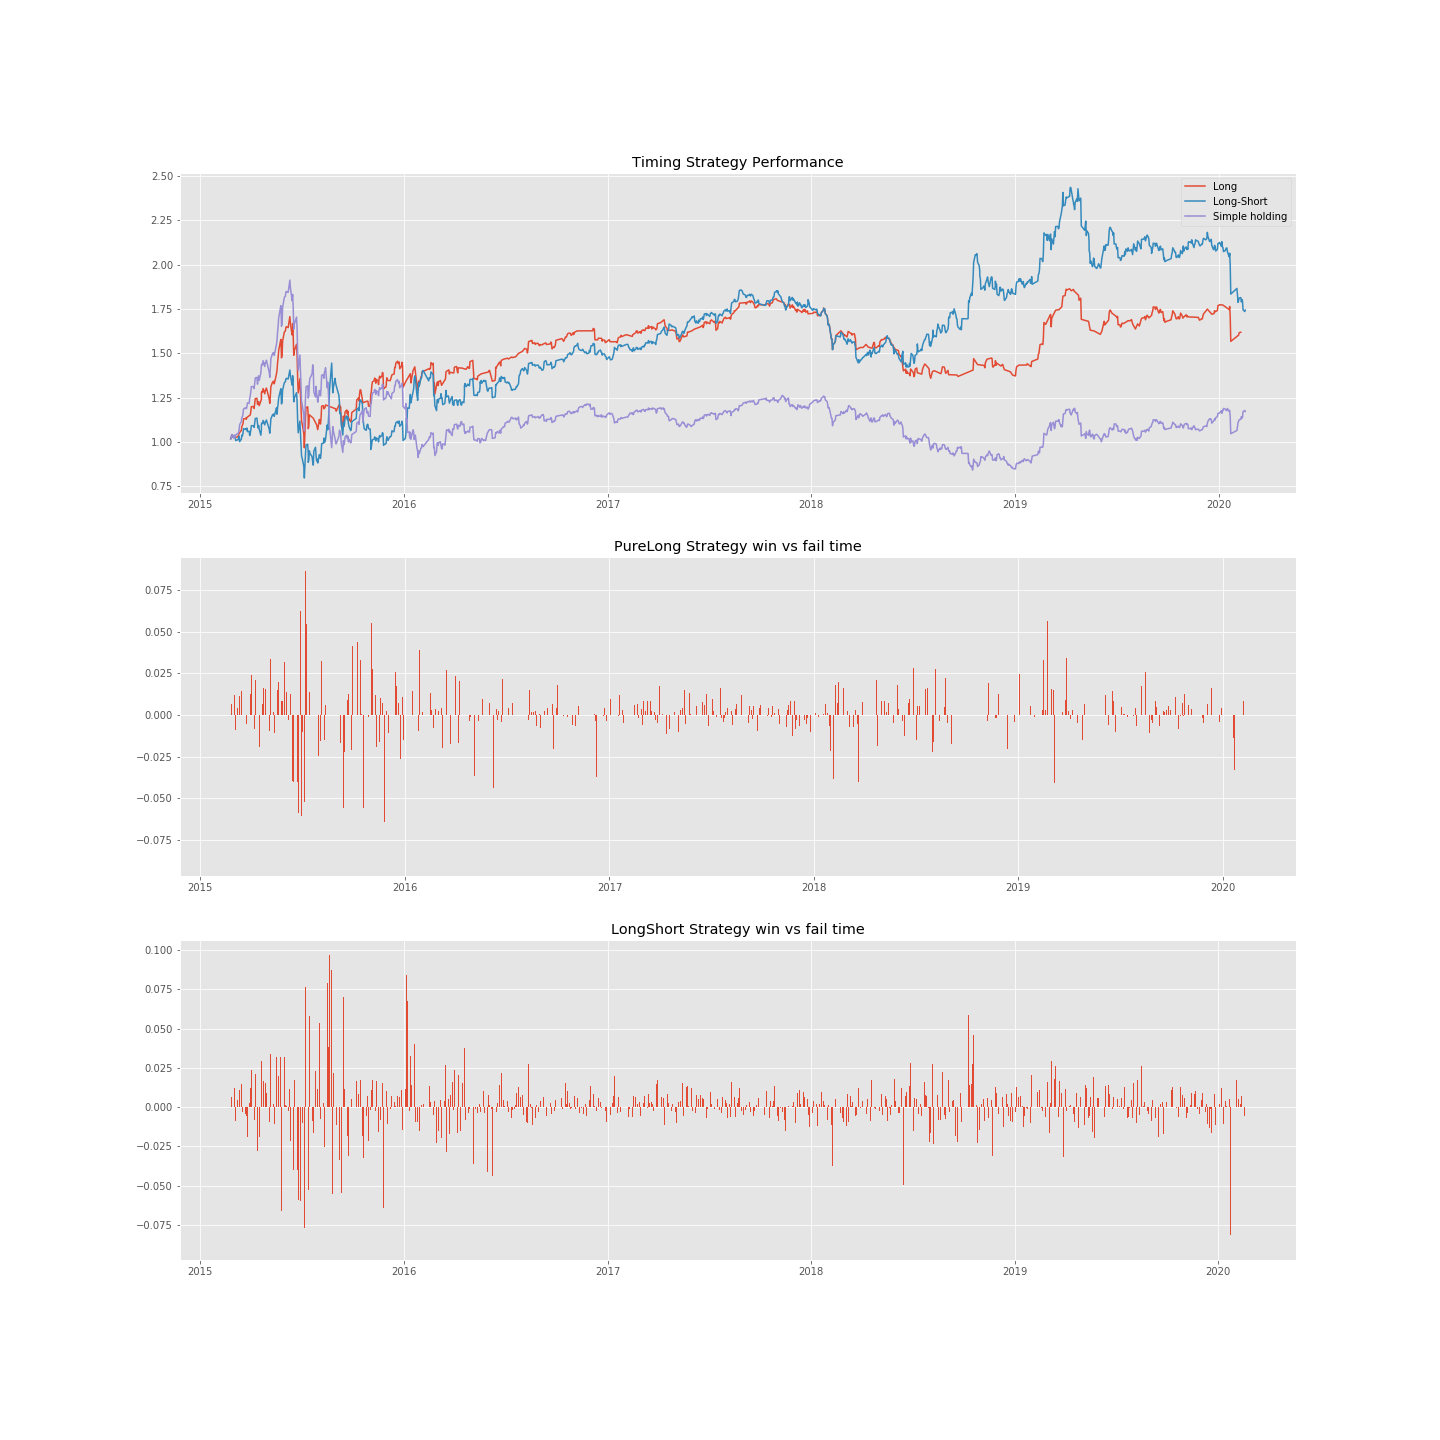 Timing Strategy Performance
2.50
2.25
2.00
1.75
1.50
1.25
1.00
0.75
Long
Long-Short
Simple holding
2015 2016 2017 2018 2019 2020
PureLong Strategy win vs fail time
0.075
0.050
0.025
0.000
−0.025
−0.050
−0.075
2015 2016 2017 2018 2019 2020
LongShort Strategy win vs fail time
0.100
0.075
0.050
0.025
0.000
−0.025
−0.050
−0.075
2015 2016 2017 2018 2019 2020